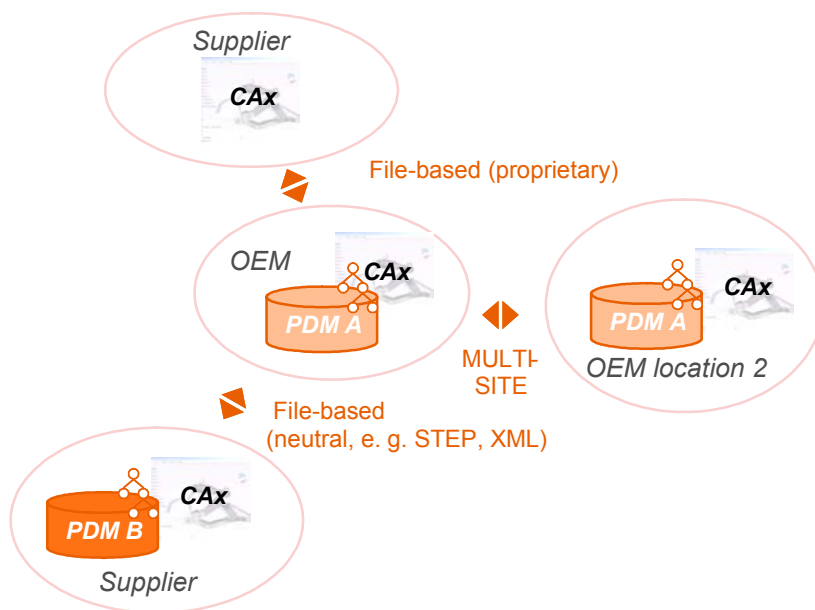 Supplier
CAx
File-based (proprietary)
OEM
CAx
PDM A
MULTI-
SITE
CAx
PDM A
OEM location 2
File-based
(neutral, e. g. STEP, XML)
CAx
PDM B
Supplier